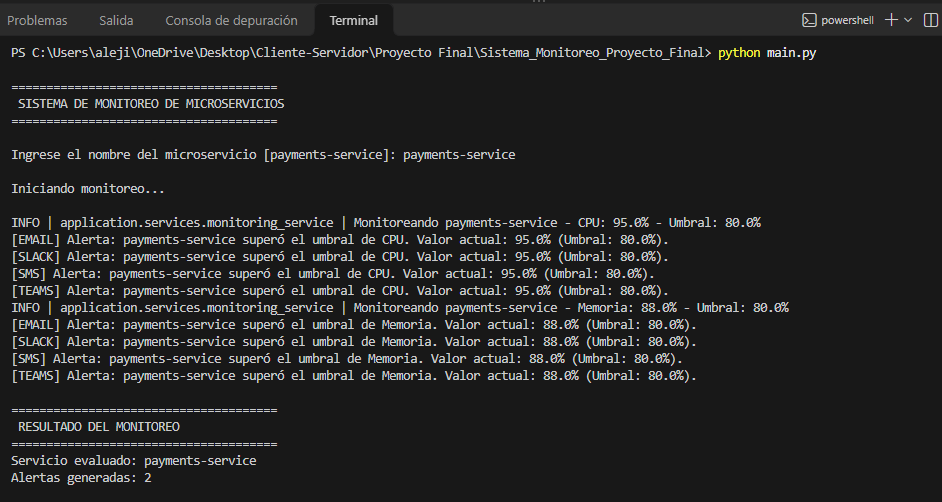 Problemas Salida Consola de depuración Terminal powershell
PS C:\Users\aleji\OneDrive\Desktop\Cliente-Servidor\Proyecto Final\Sistema_Monitoreo_Proyecto_Final> python main.py
======================================
SISTEMA DE MONITOREO DE MICROSERVICIOS
======================================
Ingrese el nombre del microservicio [payments-service]: payments-service
Iniciando monitoreo...
INFO | application.services.monitoring_service | Monitoreando payments-service - CPU: 95.0% - Umbral: 80.0%
[EMAIL] Alerta: payments-service superó el umbral de CPU. Valor actual: 95.0% (Umbral: 80.0%).
[SLACK] Alerta: payments-service superó el umbral de CPU. Valor actual: 95.0% (Umbral: 80.0%).
[SMS] Alerta: payments-service superó el umbral de CPU. Valor actual: 95.0% (Umbral: 80.0%).
[TEAMS] Alerta: payments-service superó el umbral de CPU. Valor actual: 95.0% (Umbral: 80.0%).
INFO | application.services.monitoring_service | Monitoreando payments-service - Memoria: 88.0% - Umbral: 80.0%
[EMAIL] Alerta: payments-service superó el umbral de Memoria. Valor actual: 88.0% (Umbral: 80.0%).
[SLACK] Alerta: payments-service superó el umbral de Memoria. Valor actual: 88.0% (Umbral: 80.0%).
[SMS] Alerta: payments-service superó el umbral de Memoria. Valor actual: 88.0% (Umbral: 80.0%).
[TEAMS] Alerta: payments-service superó el umbral de Memoria. Valor actual: 88.0% (Umbral: 80.0%).
======================================
RESULTADO DEL MONITOREO
======================================
Servicio evaluado: payments-service
Alertas generadas: 2